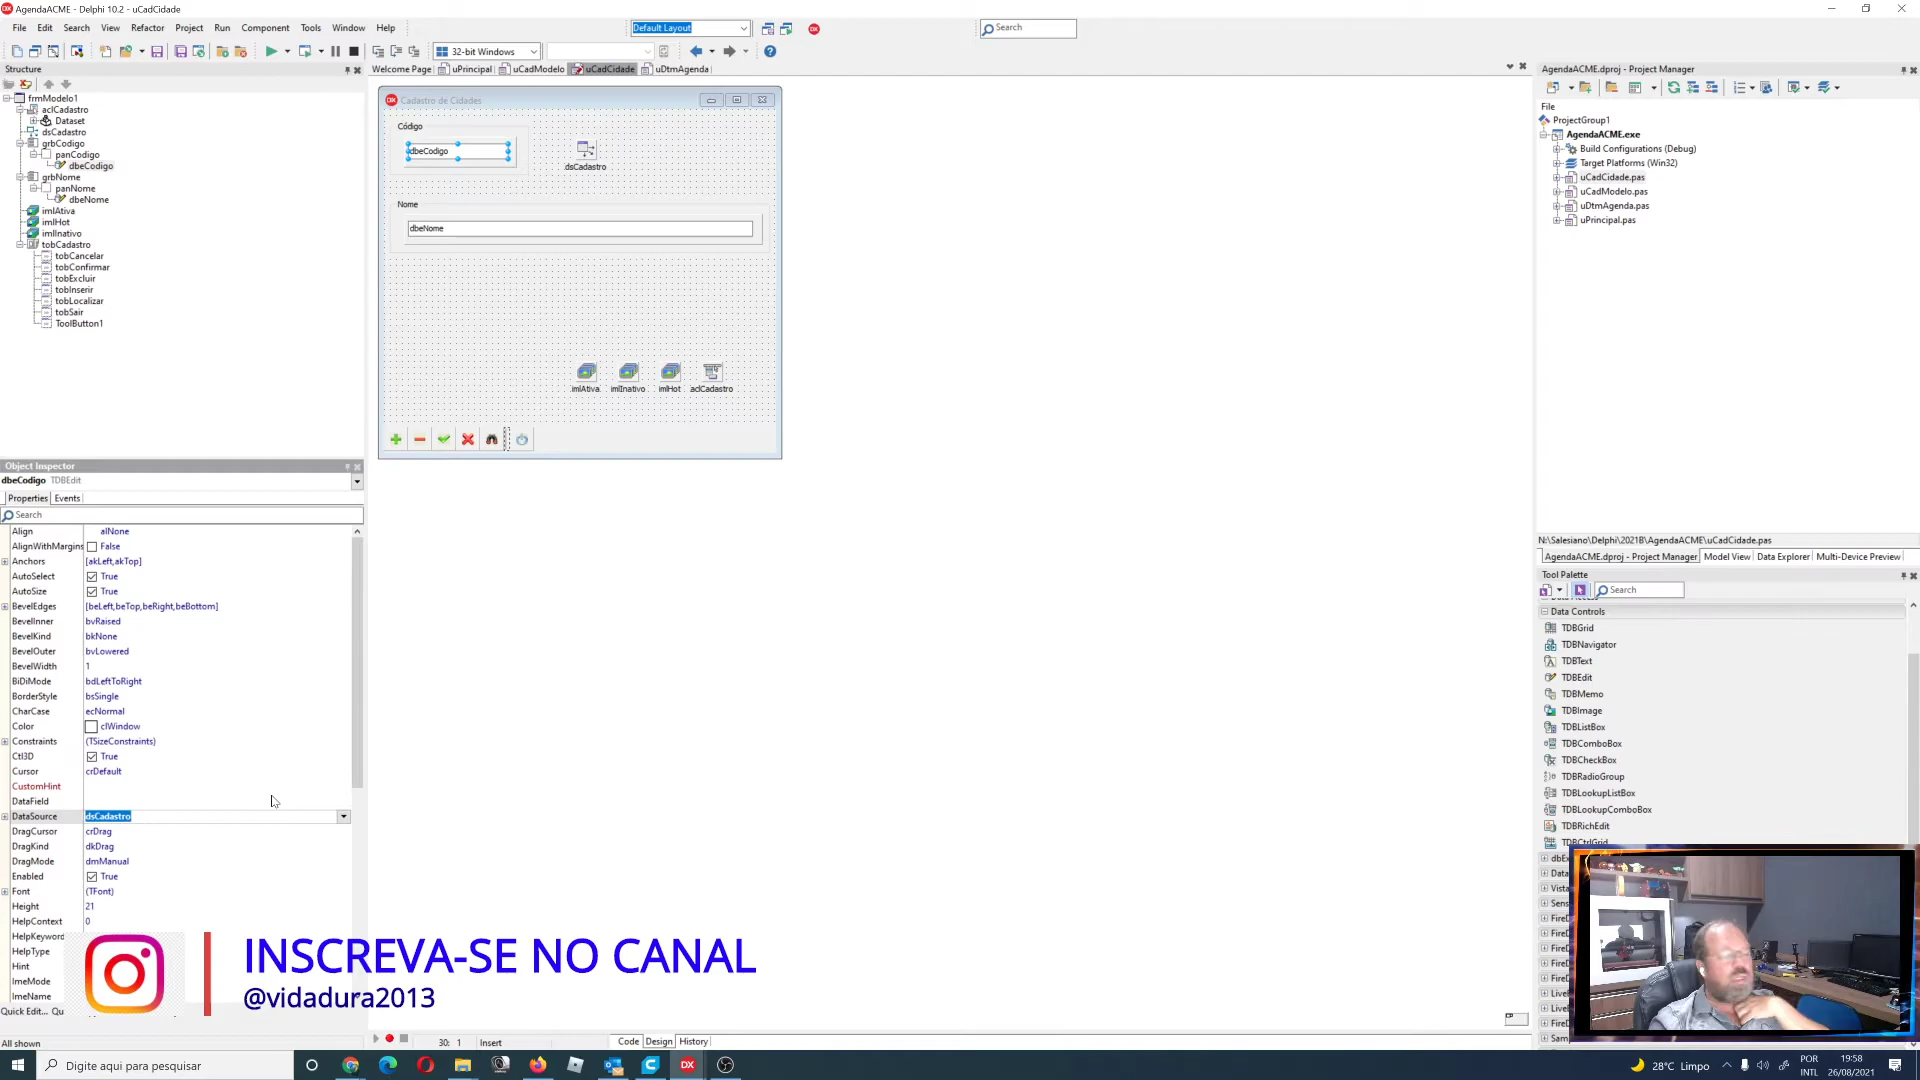 AgendaACME - Delphi 10.2 - uCadCidade
File Edit Search View Refactor Project Run Component Tools Window Help
Default Layout
Search
32-bit Windows
Structure
Welcome Page uPrincipal uCadModelo uCadCidade uDtmAgenda
frmModelo1
aclCadastro
Dataset
dsCadastro
grbCodigo
panCodigo
dbeCodigo
grbNome
panNome
dbeNome
imlAtiva
imlHot
imlInativo
tobCadastro
tobCancelar
tobConfirmar
tobExcluir
tobInserir
tobLocalizar
tobSair
ToolButton1
Cadastro de Cidades
Código
dbeCodigo
dsCadastro
Nome
dbeNome
imlAtiva imlInativo imlHot aclCadastro
Object Inspector
dbeCodigo TDBEdit
Properties Events
Search
Align alNone
AlignWithMargins False
Anchors [akLeft,akTop]
AutoSelect True
AutoSize True
BevelEdges [beLeft,beTop,beRight,beBottom]
BevelInner bvRaised
BevelKind bkNone
BevelOuter bvLowered
BevelWidth 1
BiDiMode bdLeftToRight
BorderStyle bsSingle
CharCase ecNormal
Color clWindow
Constraints (TSizeConstraints)
Ctl3D True
Cursor crDefault
CustomHint
DataField
DataSource dsCadastro
DragCursor crDrag
DragKind dkDrag
DragMode dmManual
Enabled True
Font (TFont)
Height 21
HelpContext 0
HelpKeyword
HelpType
Hint
ImeMode
ImeName
Quick Edit...
All shown
INSCREVA-SE NO CANAL
@vidadura2013
30: 1 Insert
Code Design History
AgendaACME.dproj - Project Manager
File
ProjectGroup1
AgendaACME.exe
Build Configurations (Debug)
Target Platforms (Win32)
uCadCidade.pas
uCadModelo.pas
uDtmAgenda.pas
uPrincipal.pas
N:\Salesiano\Delphi\2021B\AgendaACME\uCadCidade.pas
AgendaACME.dproj - Project Manager Model View Data Explorer Multi-Device Preview
Tool Palette
Search
Data Controls
TDBGrid
TDBNavigator
TDBText
TDBEdit
TDBMemo
TDBImage
TDBListBox
TDBComboBox
TDBCheckBox
TDBRadioGroup
TDBLookupListBox
TDBLookupComboBox
TDBRichEdit
TDBCtrlGrid
Digite aqui para pesquisar
28°C Limpo
POR
INTL
19:58
26/08/2021